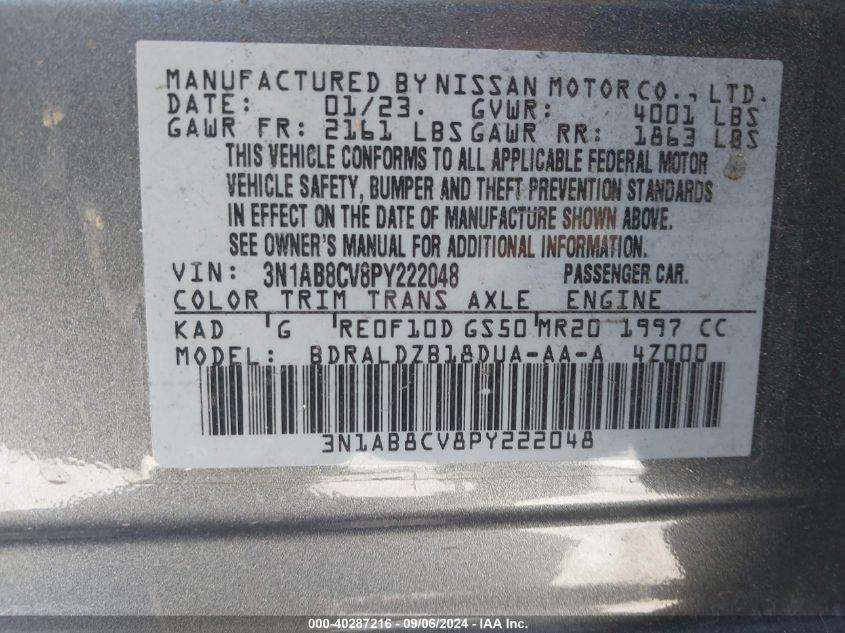 MANUFACTURED BY NISSAN MOTOR CO., LTD.
DATE: 01/23. GVWR: 4001 LBS
GAWR FR: 2161 LBS GAWR RR: 1863 LBS
THIS VEHICLE CONFORMS TO ALL APPLICABLE FEDERAL MOTOR
VEHICLE SAFETY, BUMPER AND THEFT PREVENTION STANDARDS
IN EFFECT ON THE DATE OF MANUFACTURE SHOWN ABOVE.
SEE OWNER'S MANUAL FOR ADDITIONAL INFORMATION.
VIN: 3N1AB8CV8PY222048 PASSENGER CAR.
COLOR TRIM TRANS AXLE ENGINE
KAD G RE0F10D GS50 MR20 1997 CC
MODEL: BDRALDZB18DUA-AA-A 4Z000
3N1AB8CV8PY222048
000-40287216 - 09/06/2024 - IAA, Inc.